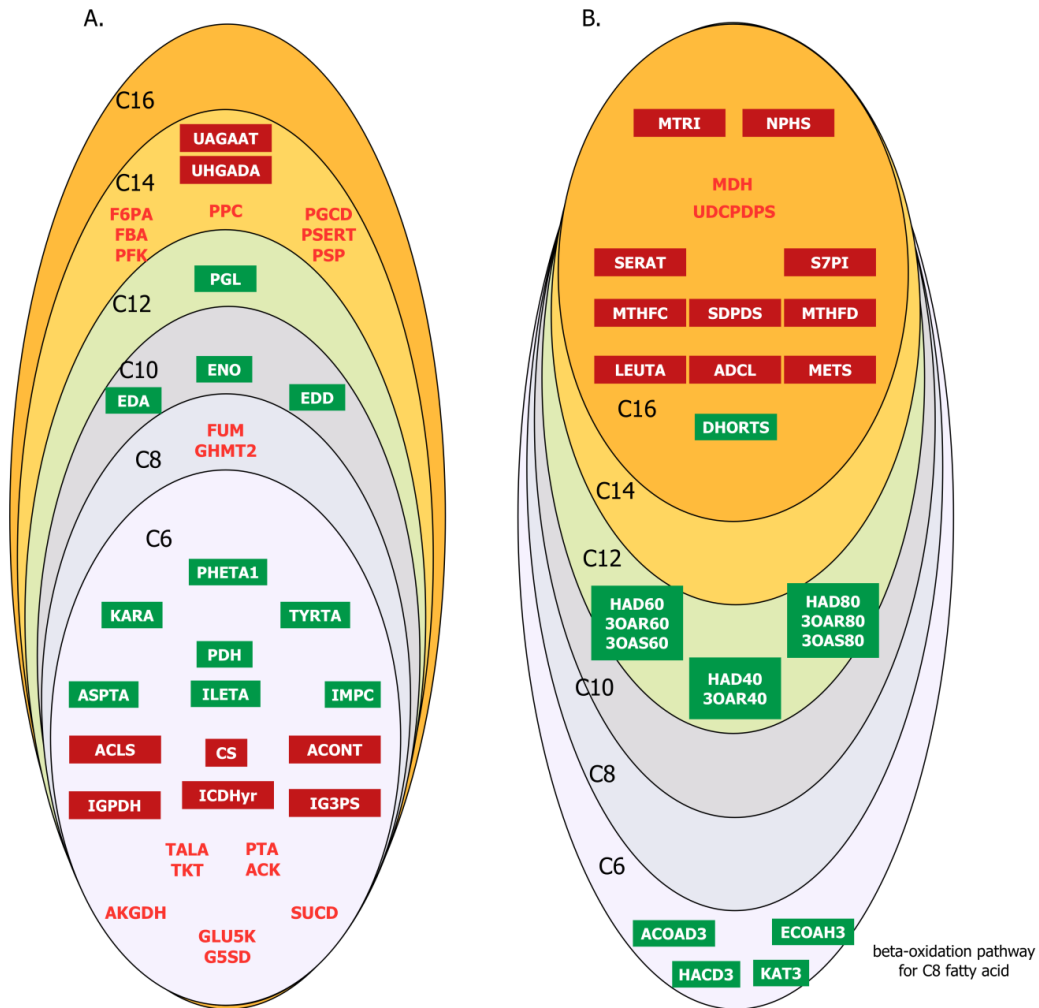 A.
C16
UAGAAT
UHGADA
C14
F6PA
FBA
PFK
PPC
PGCD
PSERT
PSP
PGL
C12
C10
ENO
EDA
EDD
FUM
GHMT2
C8
C6
PHETA1
KARA
TYRTA
PDH
ASPTA
ILETA
IMPC
ACLS
CS
ACONT
IGPDH
ICDHyr
IG3PS
TALA
TKT
PTA
ACK
AKGDH
SUCD
GLU5K
G5SD
B.
MTRI
NPHS
MDH
UDCPDPS
SERAT
S7PI
MTHFC
SDPDS
MTHFD
LEUTA
ADCL
METS
C16
DHORTS
C14
C12
HAD60
3OAR60
3OAS60
HAD80
3OAR80
3OAS80
HAD40
3OAR40
C10
C8
C6
ACOAD3
ECOAH3
HACD3
KAT3
beta-oxidation pathway
for C8 fatty acid